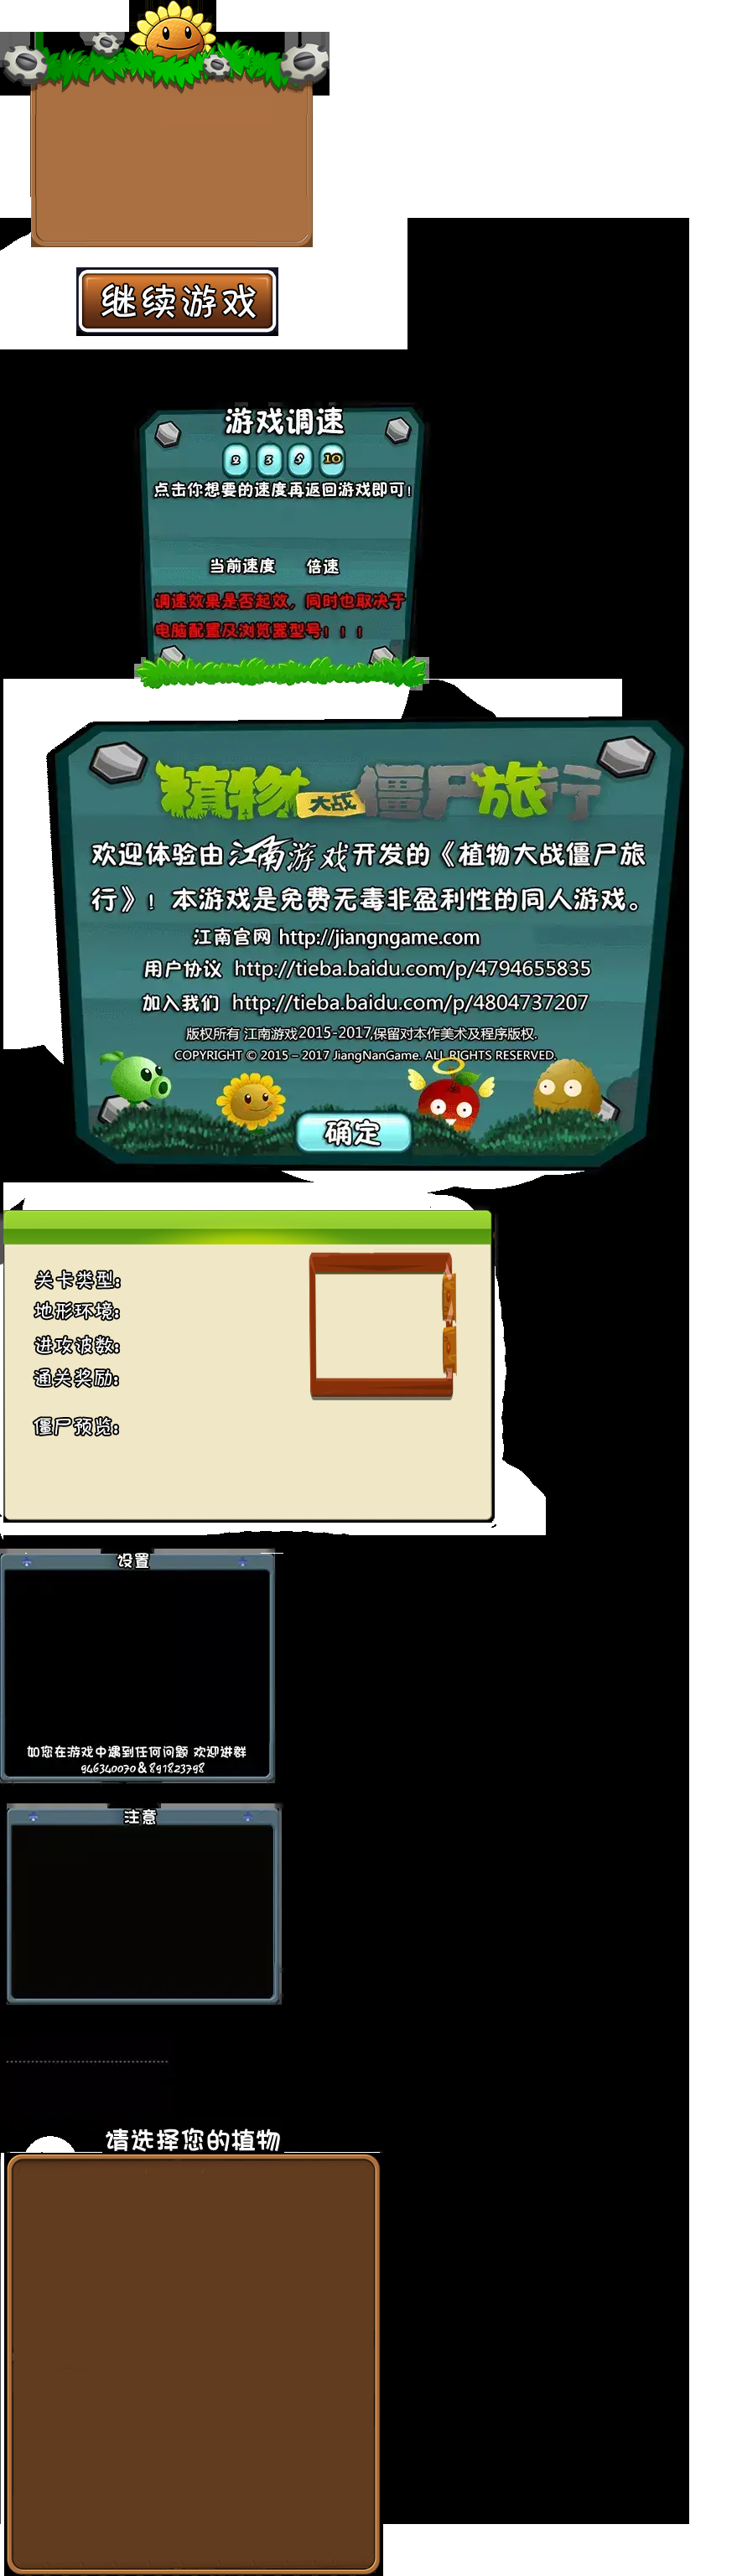 继续游戏
游戏调速
2 3 5 10
点击你想要的速度再返回游戏即可!
当前速度 倍速
调速效果是否起效，同时也取决于
电脑配置及浏览器型号！！！
植物大战僵尸旅行
欢迎体验由江南游戏开发的《植物大战僵尸旅
行》！本游戏是免费无毒非盈利性的同人游戏。
江南官网 http://jiangngame.com
用户协议 http://tieba.baidu.com/p/4794655835
加入我们 http://tieba.baidu.com/p/4804737207
版权所有 江南游戏2015-2017,保留对本作美术及程序版权.
COPYRIGHT © 2015 – 2017 JiangNanGame. ALL RIGHTS RESERVED.
确定
关卡类型:
地形环境:
进攻波数:
通关奖励:
僵尸预览:
设置
如您在游戏中遇到任何问题 欢迎进群
946340070&891823798
注意
请选择您的植物